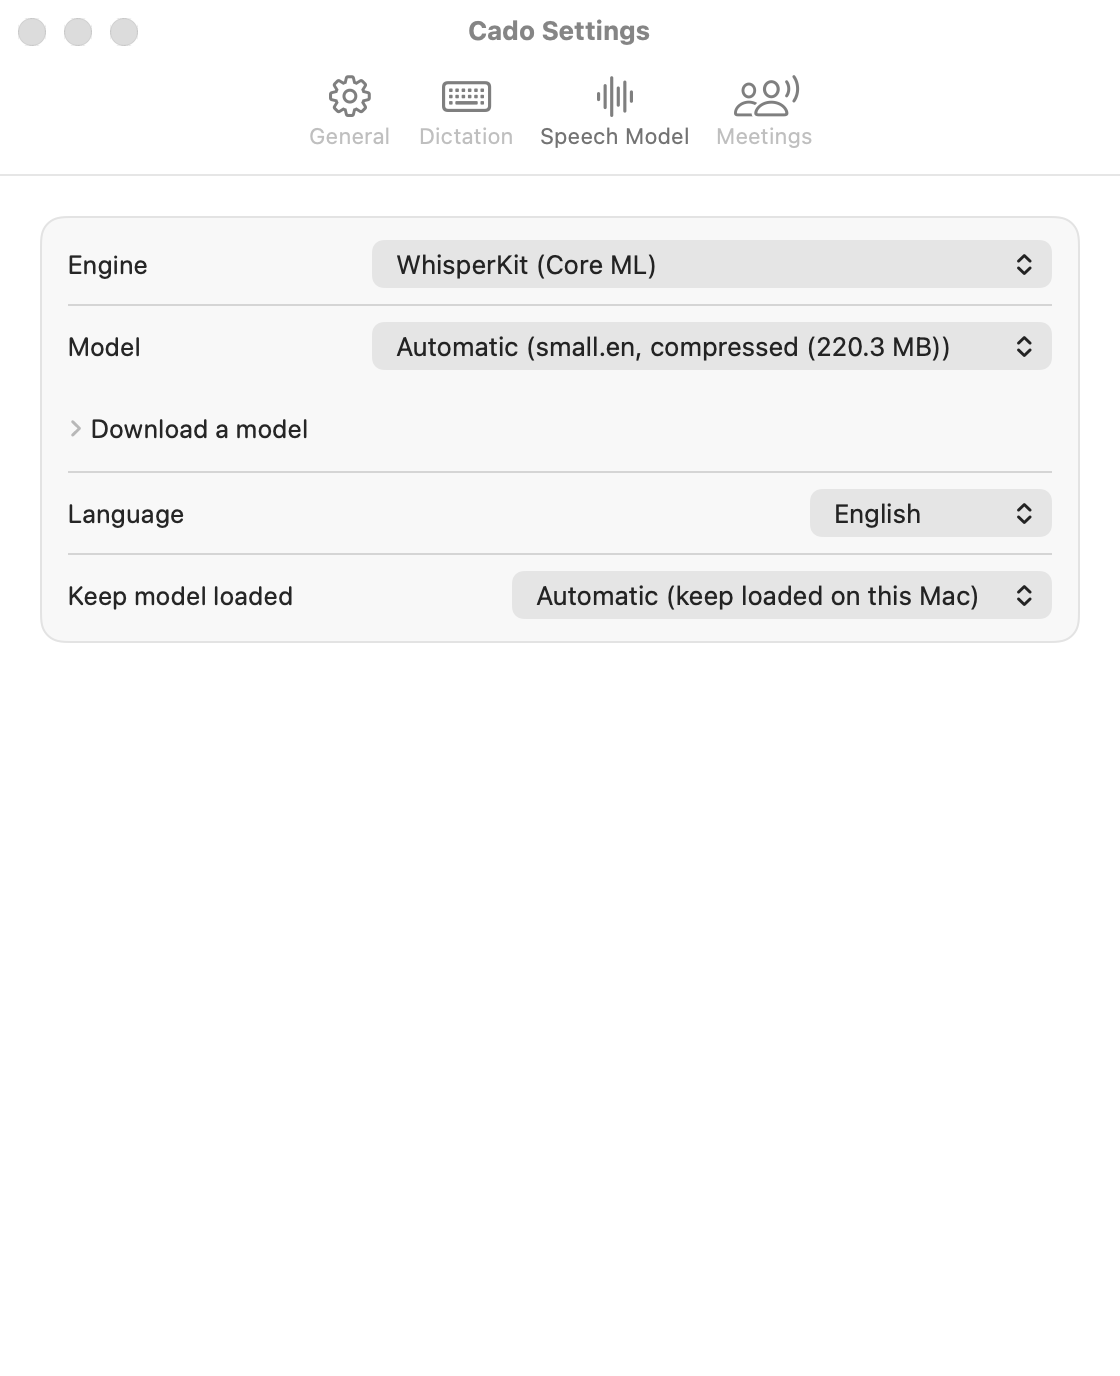 Cado Settings
General Dictation Speech Model Meetings
Engine WhisperKit (Core ML)
Model Automatic (small.en, compressed (220.3 MB))
Download a model
Language English
Keep model loaded Automatic (keep loaded on this Mac)